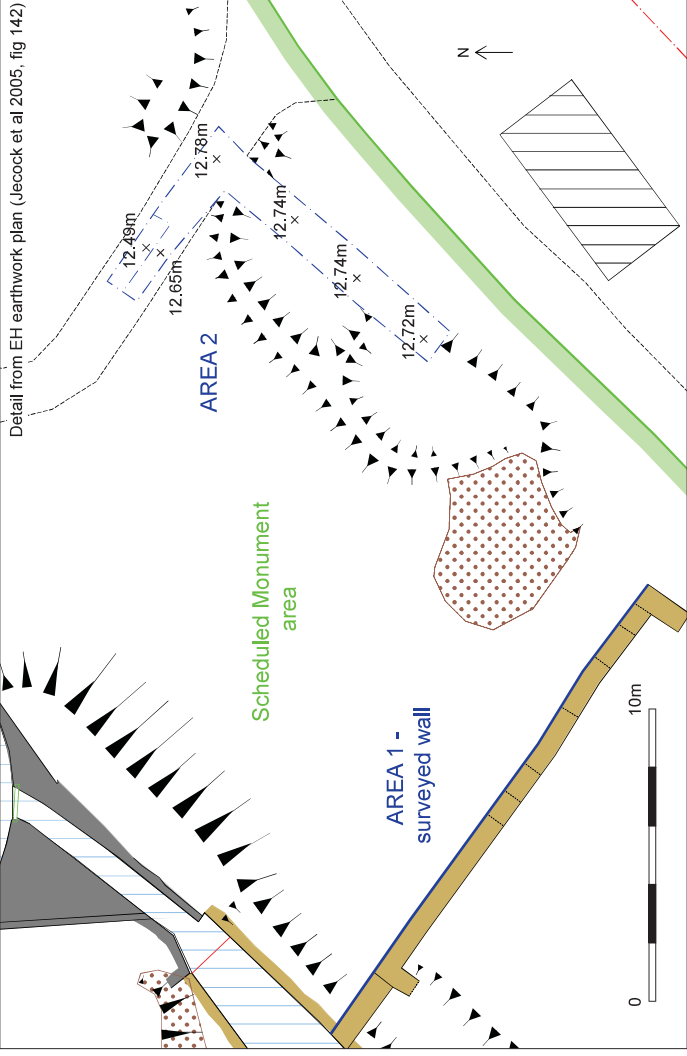 Detail from EH earthwork plan (Jecock et al 2005, fig 142)
N
12.78m
12.49m
12.65m
12.74m
12.74m
12.72m
AREA 2
Scheduled Monument
area
AREA 1 -
surveyed wall
0
10m